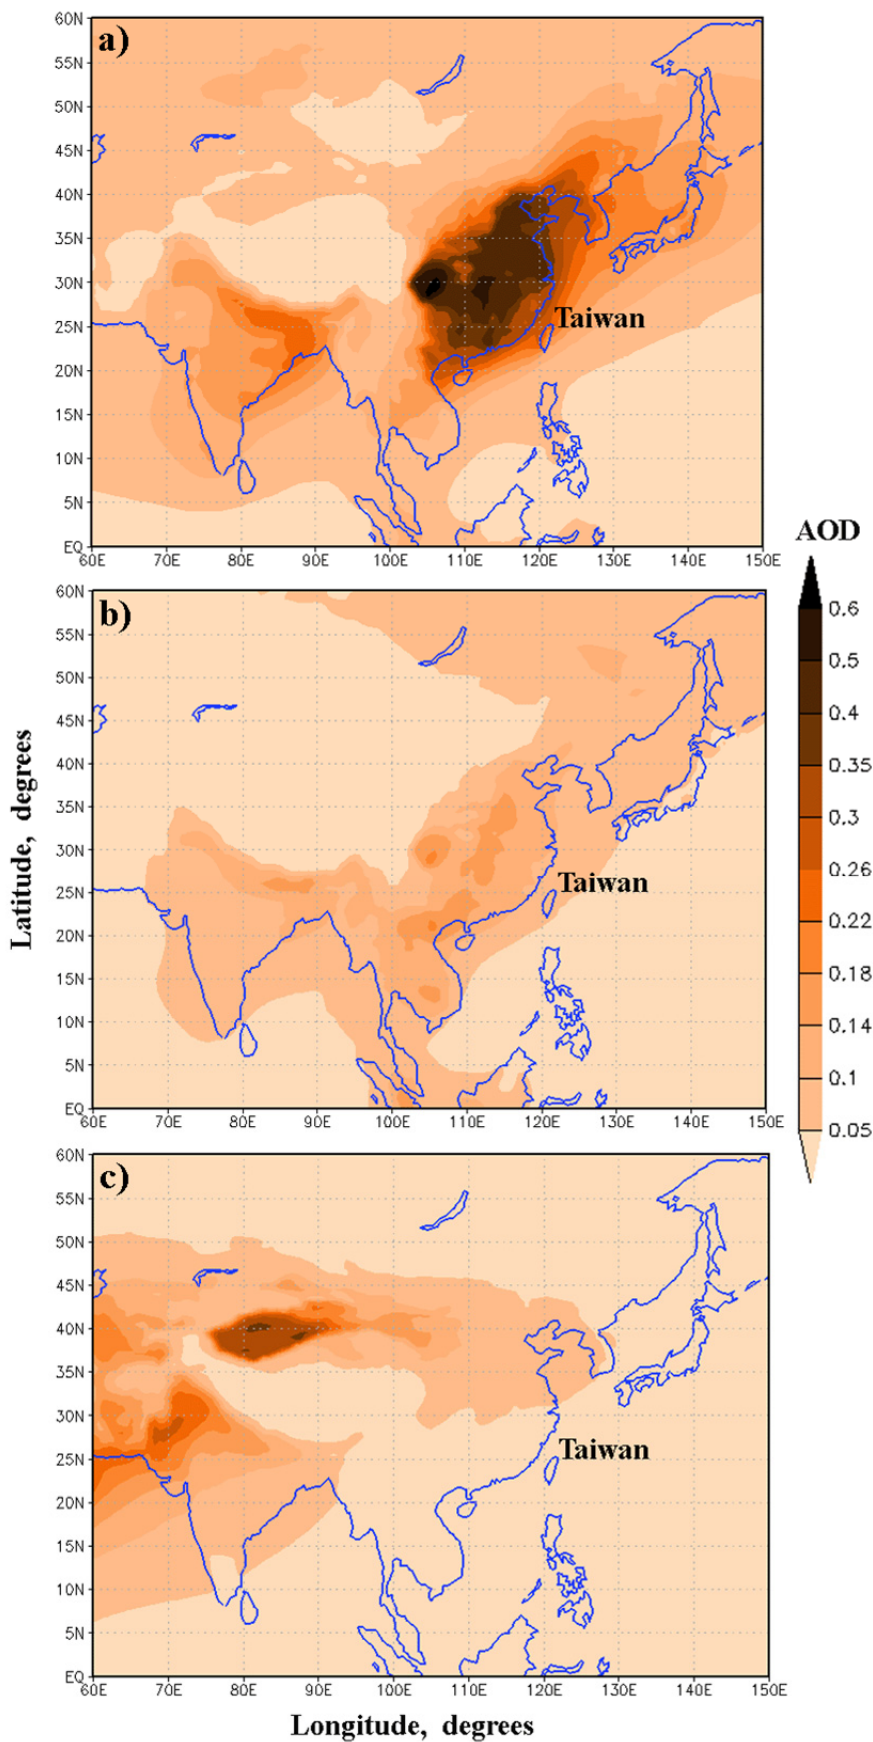 a)
60N
55N
50N
45N
40N
35N
30N
25N
20N
15N
10N
5N
EQ
Taiwan
60E 70E 80E 90E 100E 110E 120E 130E 140E 150E
b)
60N
55N
50N
45N
40N
35N
30N
25N
20N
15N
10N
5N
EQ
Taiwan
60E 70E 80E 90E 100E 110E 120E 130E 140E 150E
c)
60N
55N
50N
45N
40N
35N
30N
25N
20N
15N
10N
5N
EQ
Taiwan
60E 70E 80E 90E 100E 110E 120E 130E 140E 150E
Latitude, degrees
Longitude, degrees
AOD
0.6
0.5
0.4
0.35
0.3
0.26
0.22
0.18
0.14
0.1
0.05